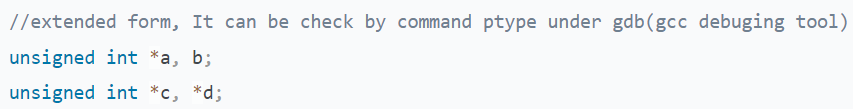 //extended form, It can be check by command ptype under gdb(gcc debuging tool)
unsigned int *a, b;
unsigned int *c, *d;